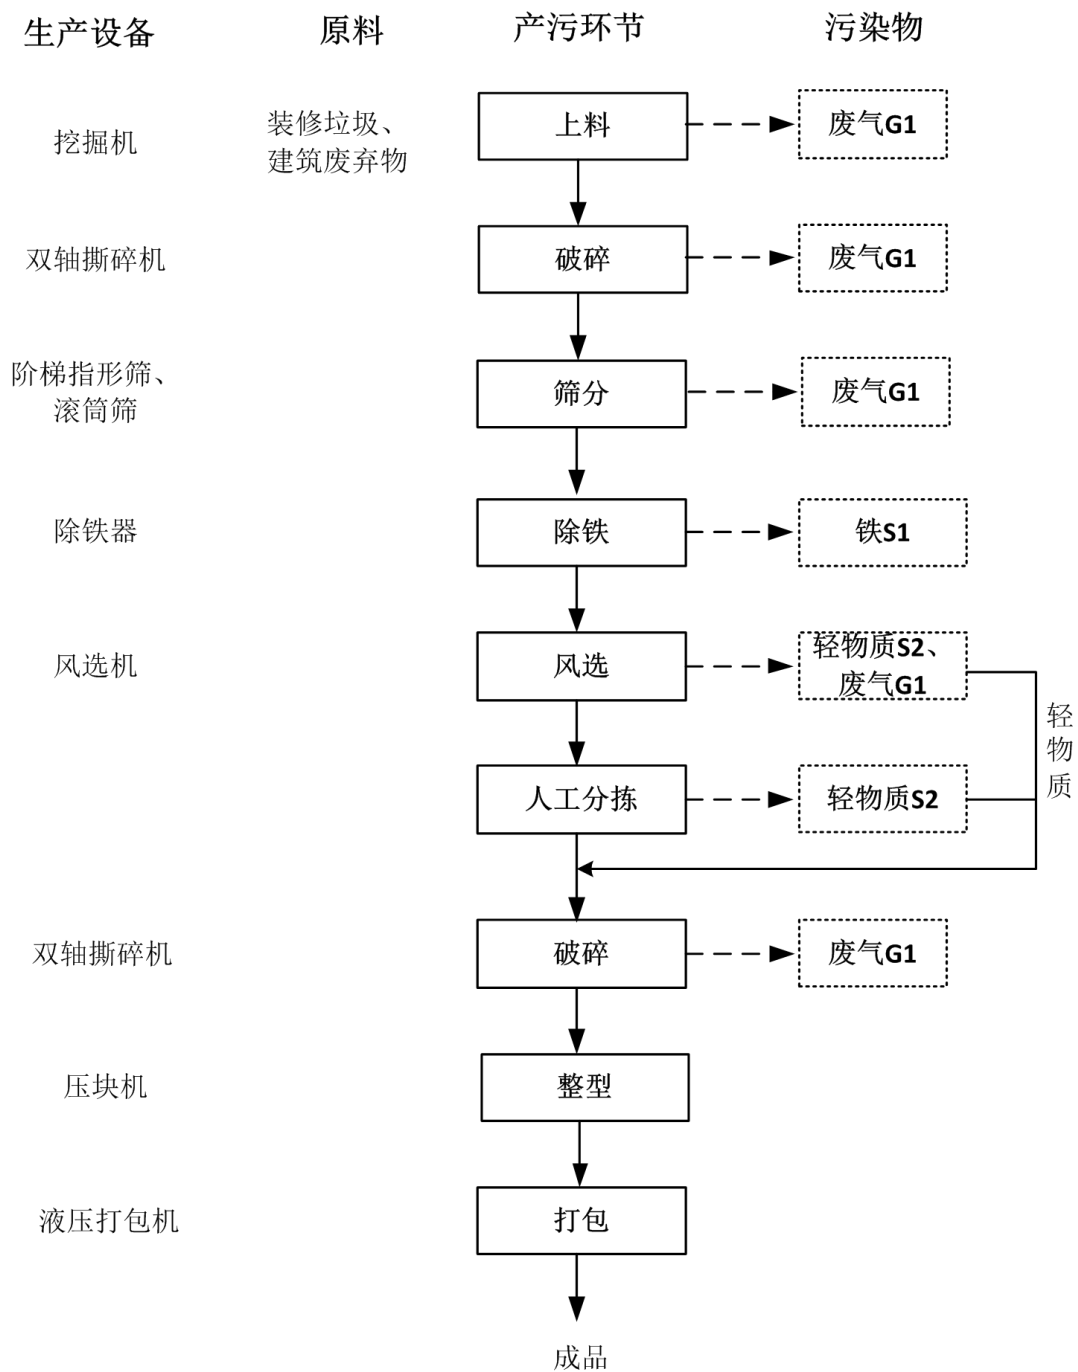 生产设备 原料 产污环节 污染物
挖掘机 装修垃圾、
建筑废弃物 上料 废气G1
双轴撕碎机 破碎 废气G1
阶梯指形筛、
滚筒筛 筛分 废气G1
除铁器 除铁 铁S1
风选机 风选 轻物质S2、
废气G1
轻物质
人工分拣 轻物质S2
双轴撕碎机 破碎 废气G1
压块机 整型
液压打包机 打包
成品